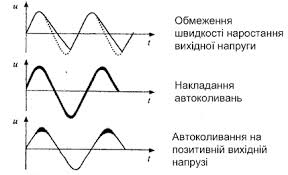 u
t
Обмеження
швидкості наростання
вихідної напруги
u
t
Накладання
автоколивань
u
t
Автоколивання на
позитивній вихідній
напрузі